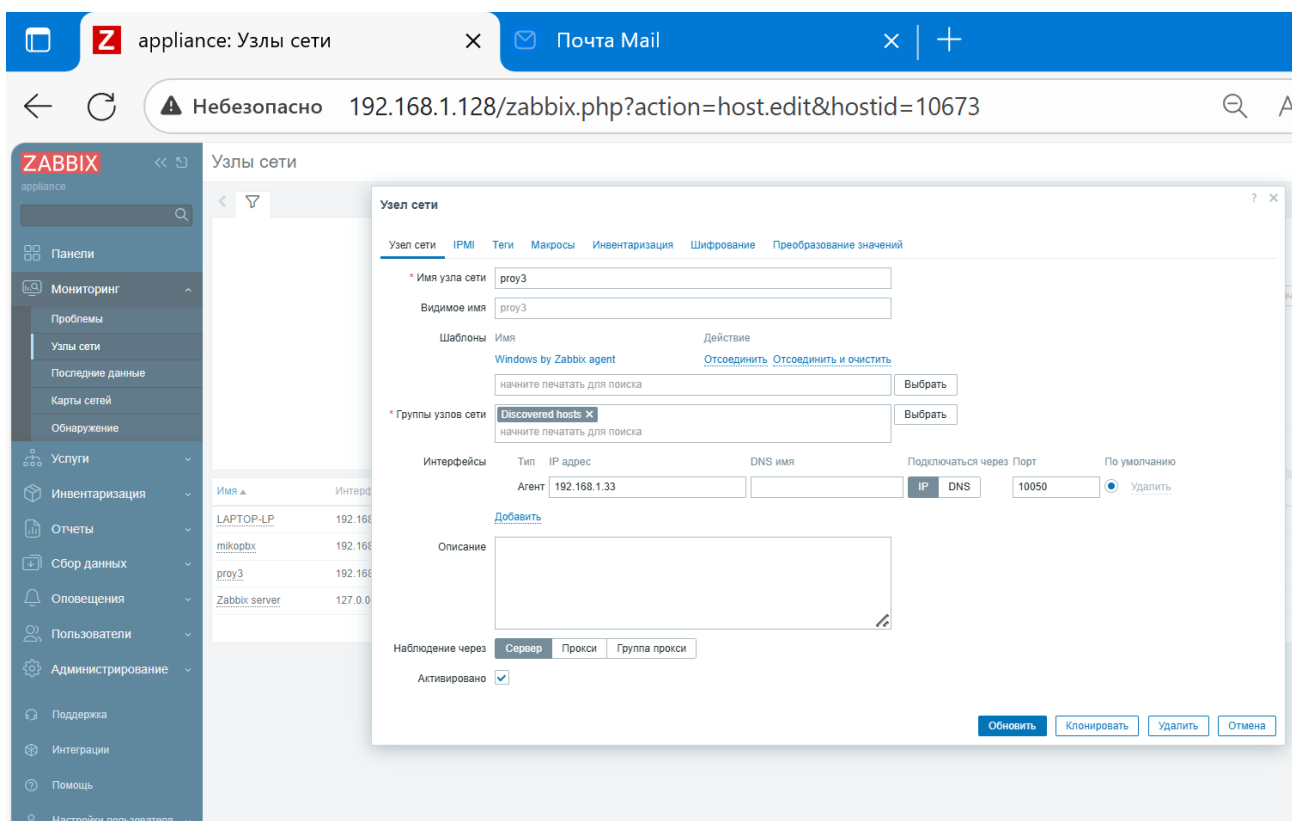 Z appliance: Узлы сети Почта Mail
Небезопасно 192.168.1.128/zabbix.php?action=host.edit&hostid=10673
ZABBIX
appliance
Узлы сети
Панели
Мониторинг
Проблемы
Узлы сети
Последние данные
Карты сетей
Обнаружение
Услуги
Инвентаризация
Отчеты
Сбор данных
Оповещения
Пользователи
Администрирование
Поддержка
Интеграции
Помощь
Настройки пользователя
Имя Интерф
LAPTOP-LP 192.168
mikopbx 192.168
proy3 192.168
Zabbix server 127.0.0
Узел сети ?
Узел сети IPMI Теги Макросы Инвентаризация Шифрование Преобразование значений
* Имя узла сети proy3
Видимое имя proy3
Шаблоны Имя Действие
Windows by Zabbix agent Отсоединить Отсоединить и очистить
начните печатать для поиска Выбрать
* Группы узлов сети Discovered hosts Выбрать
начните печатать для поиска
Интерфейсы Тип IP адрес DNS имя Подключаться через Порт По умолчанию
Агент 192.168.1.33 IP DNS 10050 Удалить
Добавить
Описание
Наблюдение через Сервер Прокси Группа прокси
Активировано
Обновить Клонировать Удалить Отмена